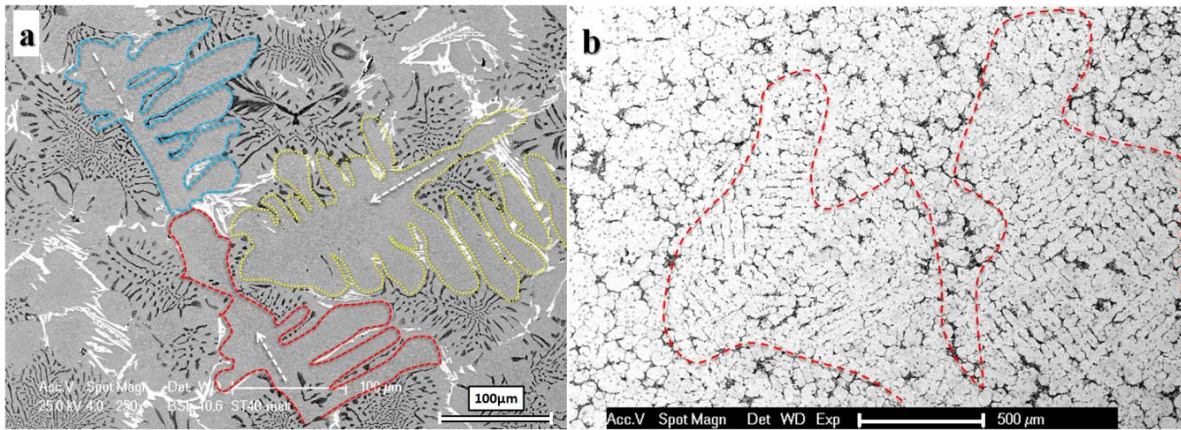 a
Acc.V Spot Magn Det WD 100 µm
25.0 kV 4.0 250x BSE 10.6 ST40-melt
100µm
b
Acc.V Spot Magn Det WD Exp 500 µm